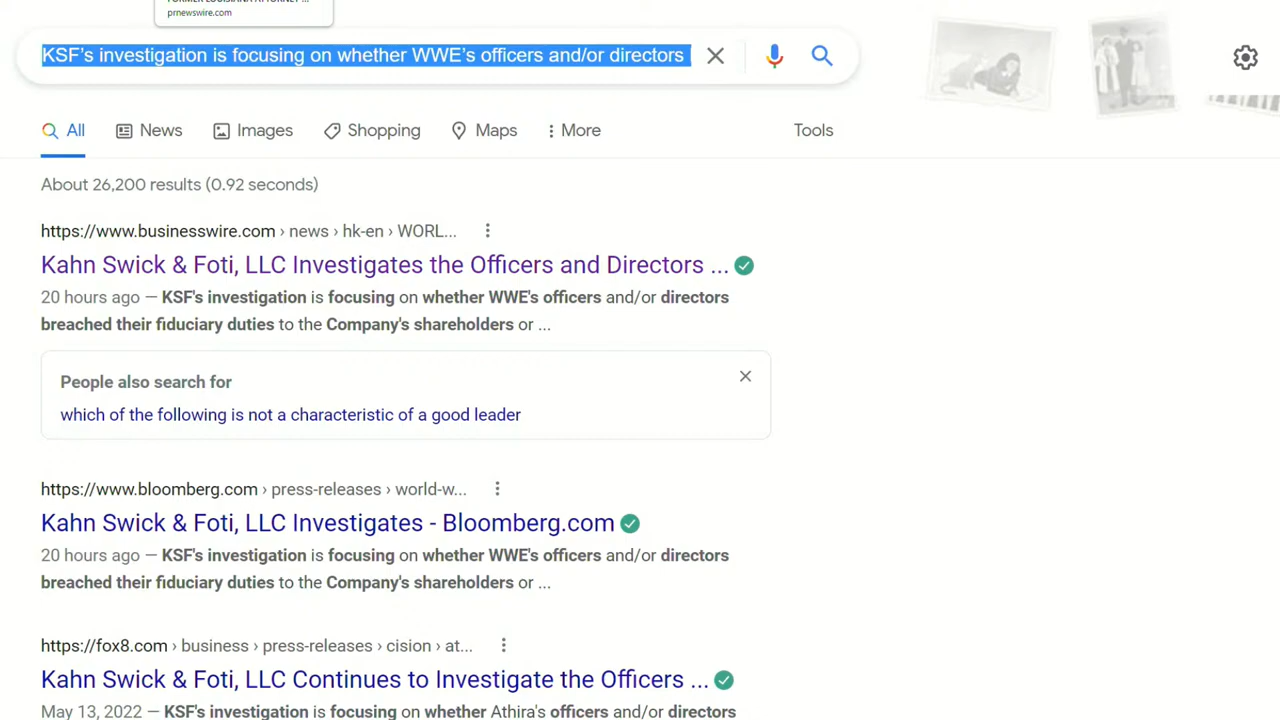 prnewswire.com
KSF’s investigation is focusing on whether WWE’s officers and/or directors
All
News
Images
Shopping
Maps
More
Tools
About 26,200 results (0.92 seconds)
https://www.businesswire.com › news › hk-en › WORL...
Kahn Swick & Foti, LLC Investigates the Officers and Directors ...
20 hours ago — KSF's investigation is focusing on whether WWE's officers and/or directors
breached their fiduciary duties to the Company's shareholders or ...
People also search for
which of the following is not a characteristic of a good leader
https://www.bloomberg.com › press-releases › world-w...
Kahn Swick & Foti, LLC Investigates - Bloomberg.com
20 hours ago — KSF's investigation is focusing on whether WWE's officers and/or directors
breached their fiduciary duties to the Company's shareholders or ...
https://fox8.com › business › press-releases › cision › at...
Kahn Swick & Foti, LLC Continues to Investigate the Officers ...
May 13, 2022 — KSF's investigation is focusing on whether Athira's officers and/or directors